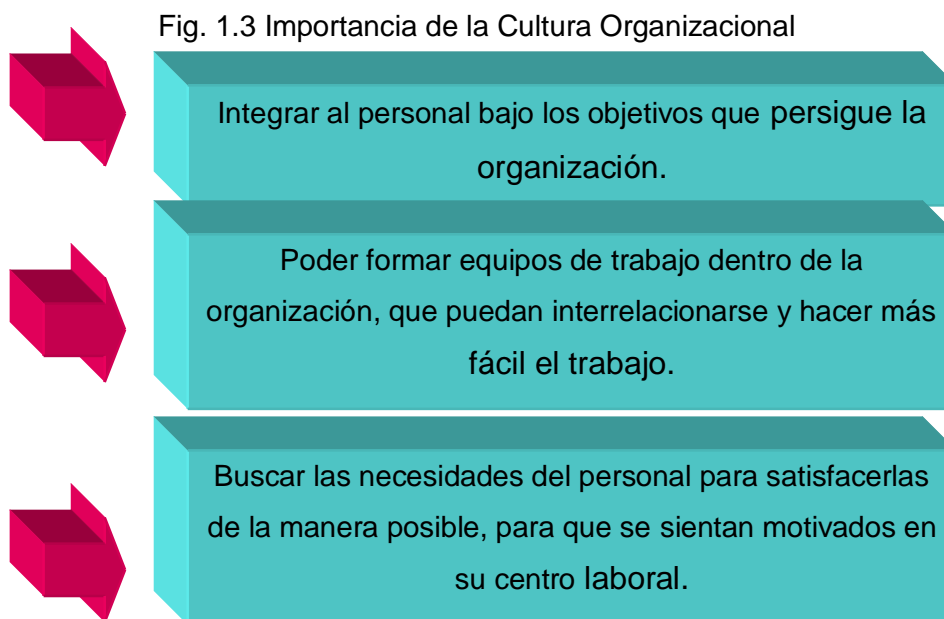 Fig. 1.3 Importancia de la Cultura Organizacional
Integrar al personal bajo los objetivos que persigue la
organización.
Poder formar equipos de trabajo dentro de la
organización, que puedan interrelacionarse y hacer más
fácil el trabajo.
Buscar las necesidades del personal para satisfacerlas
de la manera posible, para que se sientan motivados en
su centro laboral.